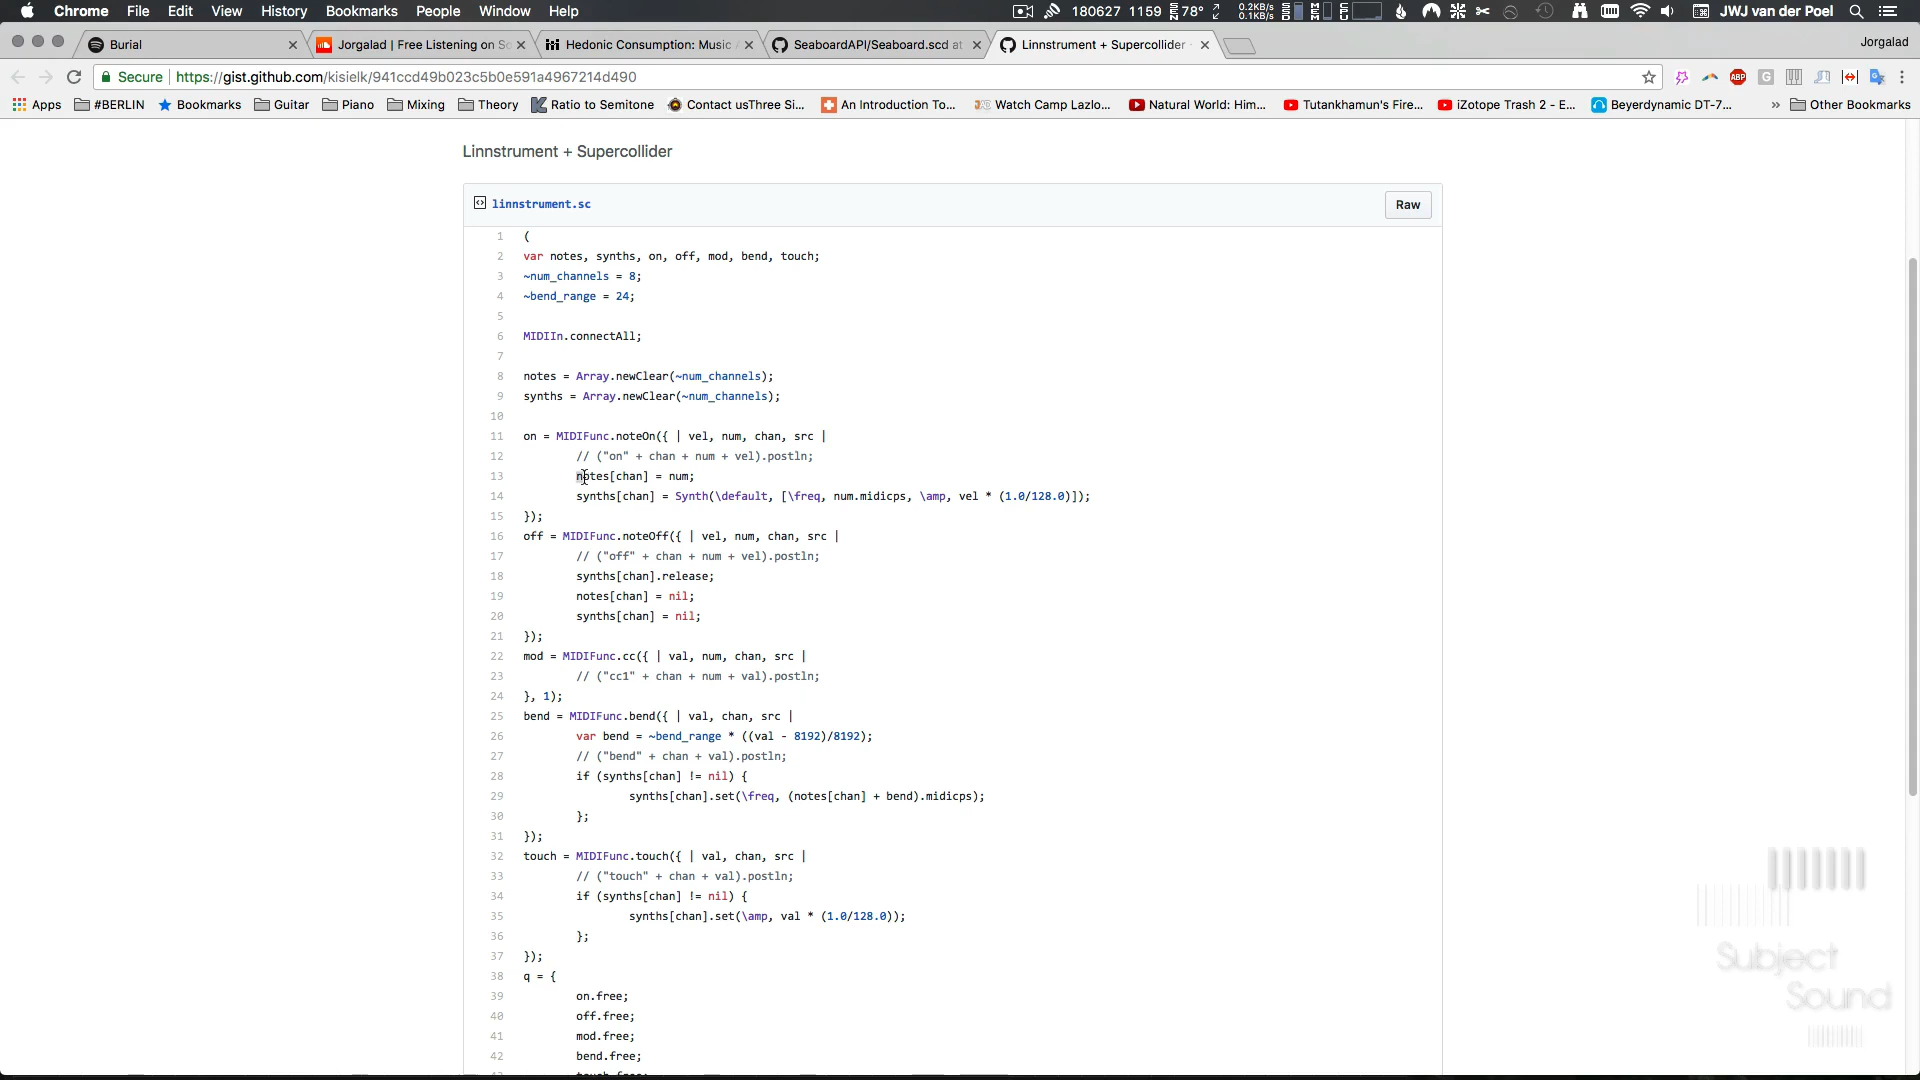 Chrome File Edit View History Bookmarks People Window Help 180627 1159 78° 0.2KB/s 0.1KB/s JWJ van der Poel
Burial
Jorgalad | Free Listening on So
Hedonic Consumption: Music A
SeaboardAPI/Seaboard.scd at
Linnstrument + Supercollider
Jorgalad
Secure | https://gist.github.com/kisielk/941ccd49b023c5b0e591a4967214d490
Apps #BERLIN Bookmarks Guitar Piano Mixing Theory Ratio to Semitone Contact usThree Si... An Introduction To... Watch Camp Lazlo... Natural World: Him... Tutankhamun's Fire... iZotope Trash 2 - E... Beyerdynamic DT-7... » Other Bookmarks
Linnstrument + Supercollider
linnstrument.sc Raw
1 (
2 var notes, synths, on, off, mod, bend, touch;
3 ~num_channels = 8;
4 ~bend_range = 24;
5
6 MIDIIn.connectAll;
7
8 notes = Array.newClear(~num_channels);
9 synths = Array.newClear(~num_channels);
10
11 on = MIDIFunc.noteOn({ | vel, num, chan, src |
12 // ("on" + chan + num + vel).postln;
13 notes[chan] = num;
14 synths[chan] = Synth(\default, [\freq, num.midicps, \amp, vel * (1.0/128.0)]);
15 });
16 off = MIDIFunc.noteOff({ | vel, num, chan, src |
17 // ("off" + chan + num + vel).postln;
18 synths[chan].release;
19 notes[chan] = nil;
20 synths[chan] = nil;
21 });
22 mod = MIDIFunc.cc({ | val, num, chan, src |
23 // ("cc1" + chan + num + val).postln;
24 }, 1);
25 bend = MIDIFunc.bend({ | val, chan, src |
26 var bend = ~bend_range * ((val - 8192)/8192);
27 // ("bend" + chan + val).postln;
28 if (synths[chan] != nil) {
29 synths[chan].set(\freq, (notes[chan] + bend).midicps);
30 };
31 });
32 touch = MIDIFunc.touch({ | val, chan, src |
33 // ("touch" + chan + val).postln;
34 if (synths[chan] != nil) {
35 synths[chan].set(\amp, val * (1.0/128.0));
36 };
37 });
38 q = {
39 on.free;
40 off.free;
41 mod.free;
42 bend.free;
Subject
Sound